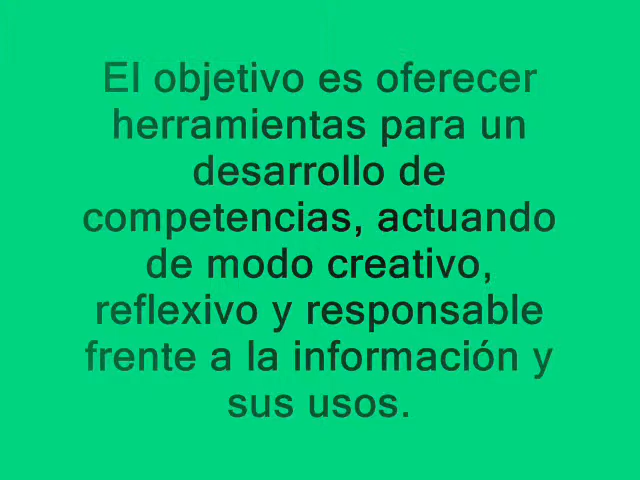 El objetivo es oferecer
herramientas para un
desarrollo de
competencias, actuando
de modo creativo,
reflexivo y responsable
frente a la información y
sus usos.